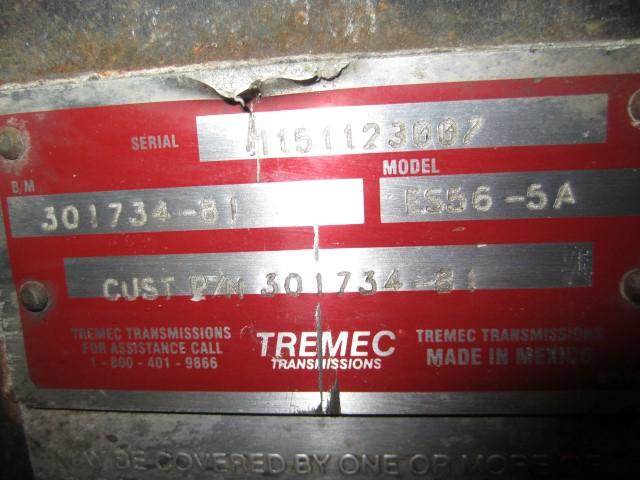 SERIAL M151123007
B/M MODEL
301734-81 ES56-5A
CUST P/N 301734-81
TREMEC TRANSMISSIONS
FOR ASSISTANCE CALL
1-800-401-9866
TREMEC
TRANSMISSIONS
TREMEC TRANSMISSIONS
MADE IN MEXICO
BE COVERED BY ONE OR MORE